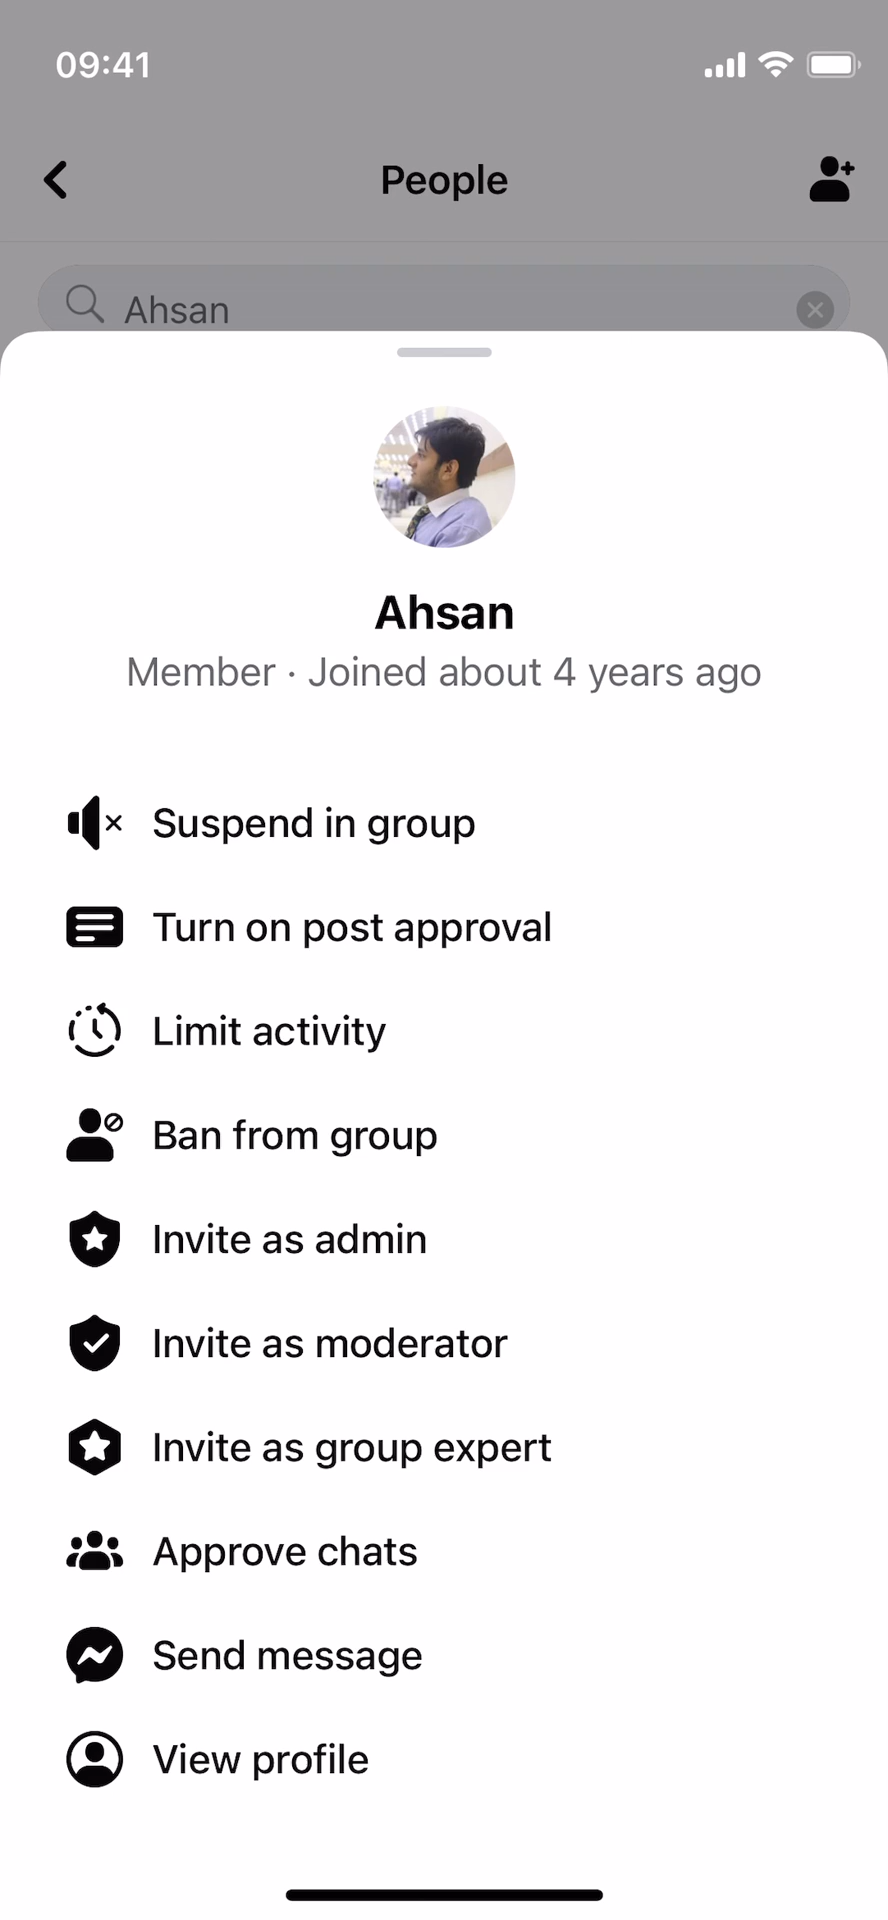 09:41
People
Ahsan
Ahsan
Member · Joined about 4 years ago
Suspend in group
Turn on post approval
Limit activity
Ban from group
Invite as admin
Invite as moderator
Invite as group expert
Approve chats
Send message
View profile